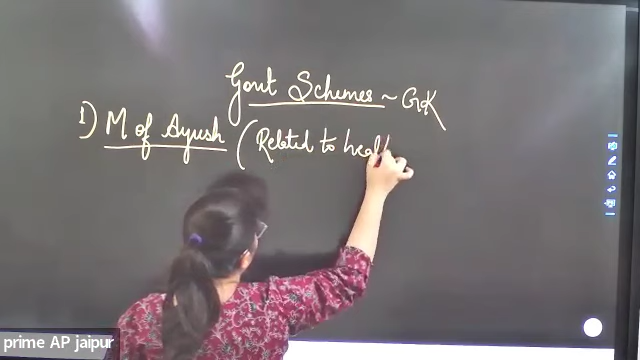 Govt Schemes ~ GK
1) M of Ayush (Related to heal
prime AP jaipur